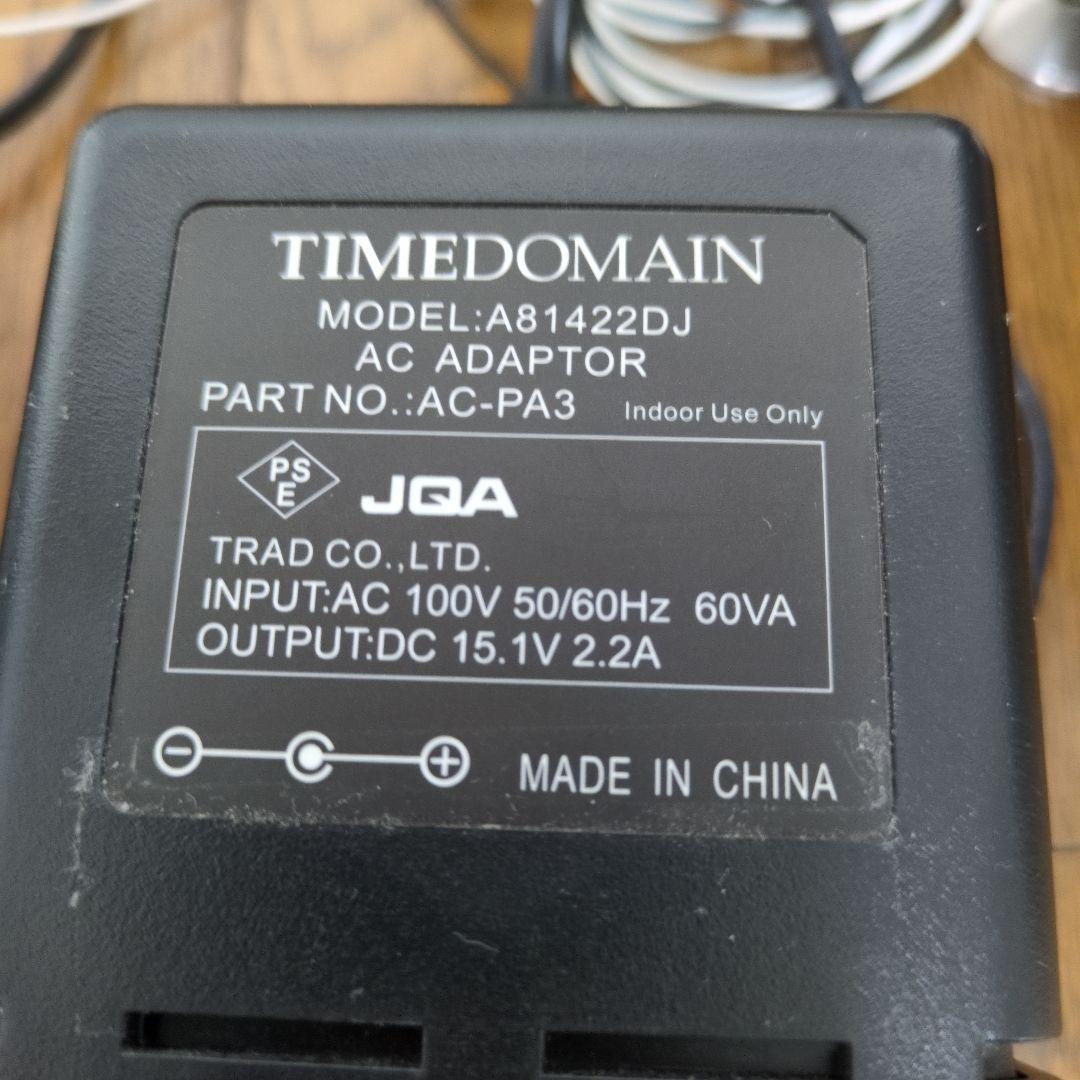 TIMEDOMAIN
MODEL:A81422DJ
AC ADAPTOR
PART NO.:AC-PA3 Indoor Use Only
PS
E
JQA
TRAD CO.,LTD.
INPUT:AC 100V 50/60Hz 60VA
OUTPUT:DC 15.1V 2.2A
− +
MADE IN CHINA